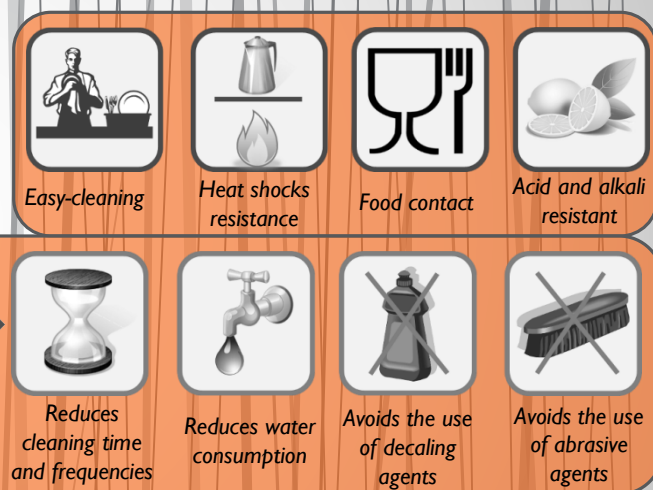 Easy-cleaning
Heat shocks
resistance
Food contact
Acid and alkali
resistant
Reduces
cleaning time
and frequencies
Reduces water
consumption
Avoids the use
of decaling
agents
Avoids the use
of abrasive
agents